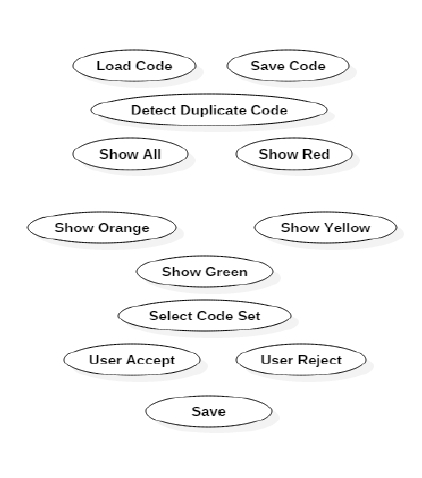 Load Code
Save Code
Detect Duplicate Code
Show All
Show Red
Show Orange
Show Yellow
Show Green
Select Code Set
User Accept
User Reject
Save